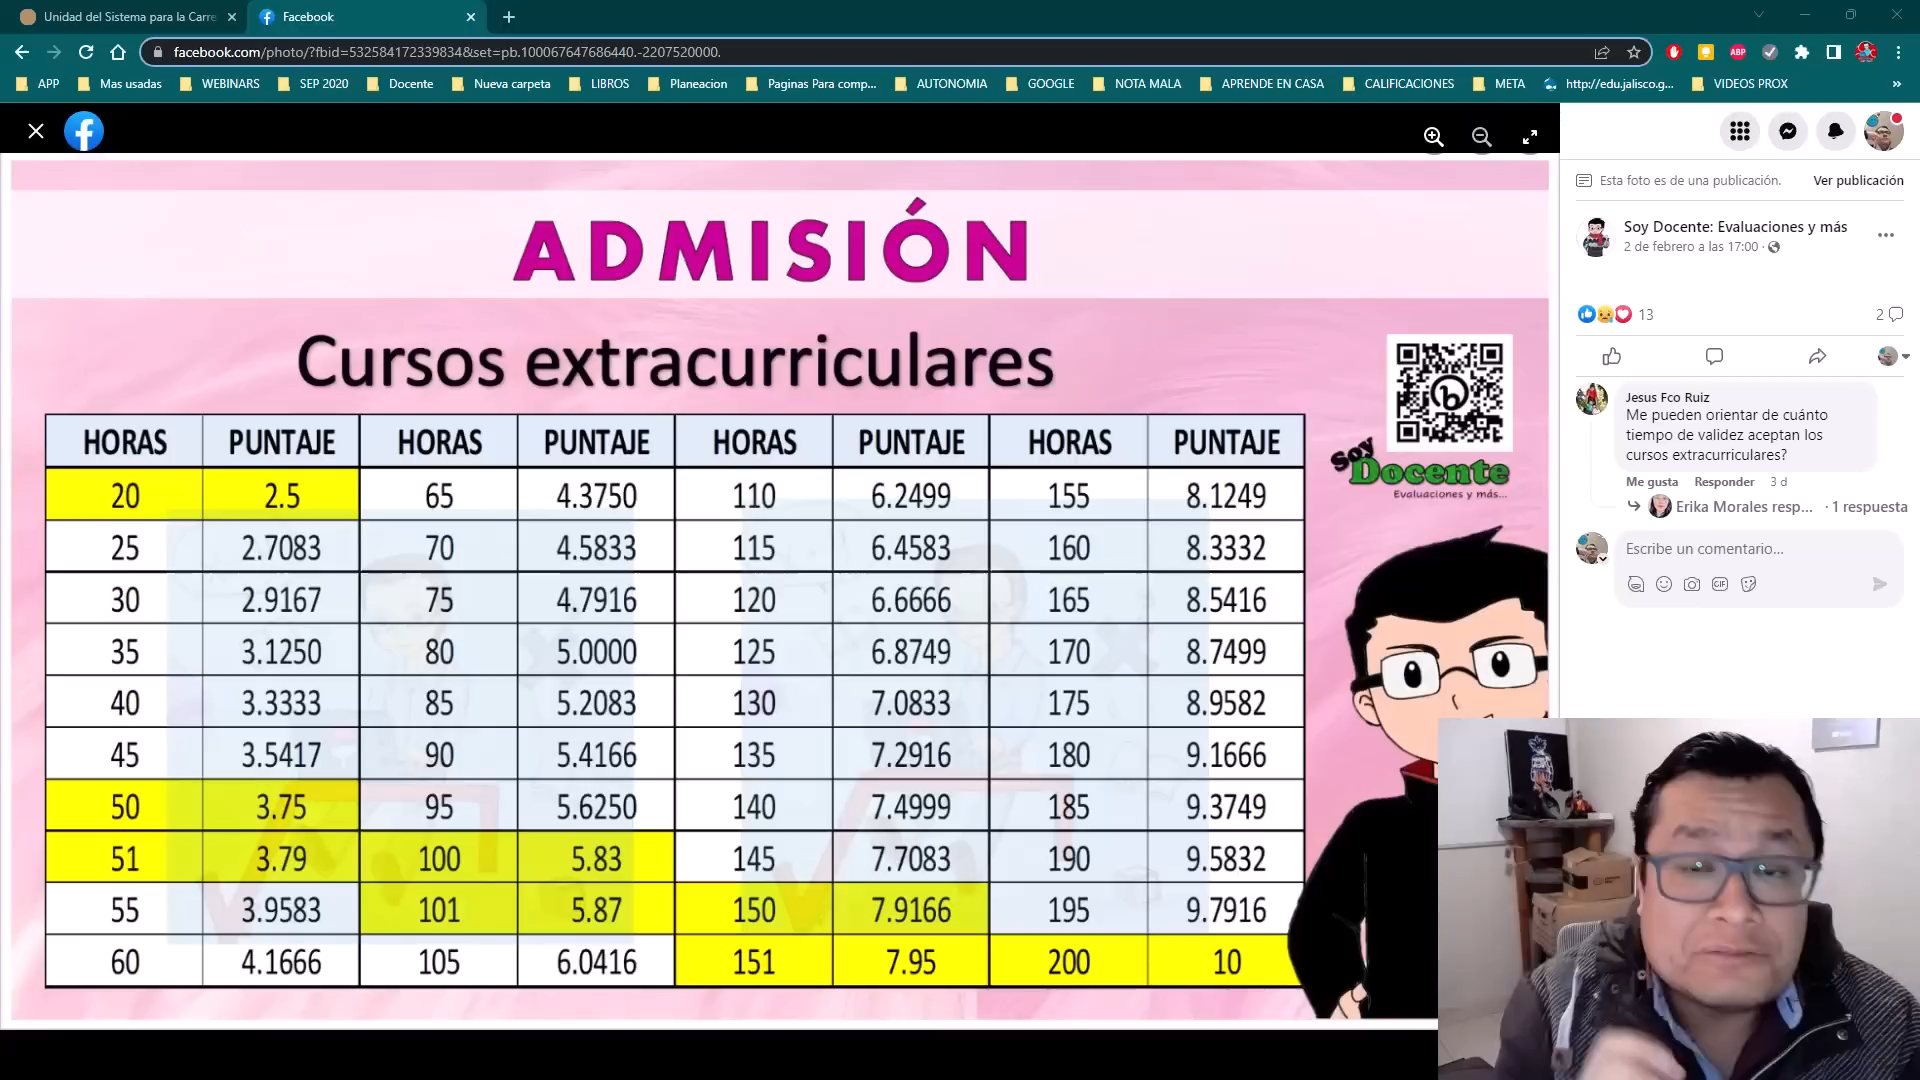 Unidad del Sistema para la Carre
Facebook
facebook.com/photo/?fbid=532584172339834&set=pb.100067647686440.-2207520000.
ABP
APP
Mas usadas
WEBINARS
SEP 2020
Docente
Nueva carpeta
LIBROS
Planeacion
Paginas Para comp...
AUTONOMIA
GOOGLE
NOTA MALA
APRENDE EN CASA
CALIFICACIONES
META
http://edu.jalisco.g...
VIDEOS PROX
»
ADMISIÓN
Cursos extracurriculares
HORAS PUNTAJE HORAS PUNTAJE HORAS PUNTAJE HORAS PUNTAJE
20 2.5 65 4.3750 110 6.2499 155 8.1249
25 2.7083 70 4.5833 115 6.4583 160 8.3332
30 2.9167 75 4.7916 120 6.6666 165 8.5416
35 3.1250 80 5.0000 125 6.8749 170 8.7499
40 3.3333 85 5.2083 130 7.0833 175 8.9582
45 3.5417 90 5.4166 135 7.2916 180 9.1666
50 3.75 95 5.6250 140 7.4999 185 9.3749
51 3.79 100 5.83 145 7.7083 190 9.5832
55 3.9583 101 5.87 150 7.9166 195 9.7916
60 4.1666 105 6.0416 151 7.95 200 10
Soy
Docente
Evaluaciones y más...
Esta foto es de una publicación.
Ver publicación
Soy Docente: Evaluaciones y más
2 de febrero a las 17:00 ·
13
2
Jesus Fco Ruiz
Me pueden orientar de cuánto
tiempo de validez aceptan los
cursos extracurriculares?
Me gusta Responder 3 d
Erika Morales resp... · 1 respuesta
Escribe un comentario...
GIF